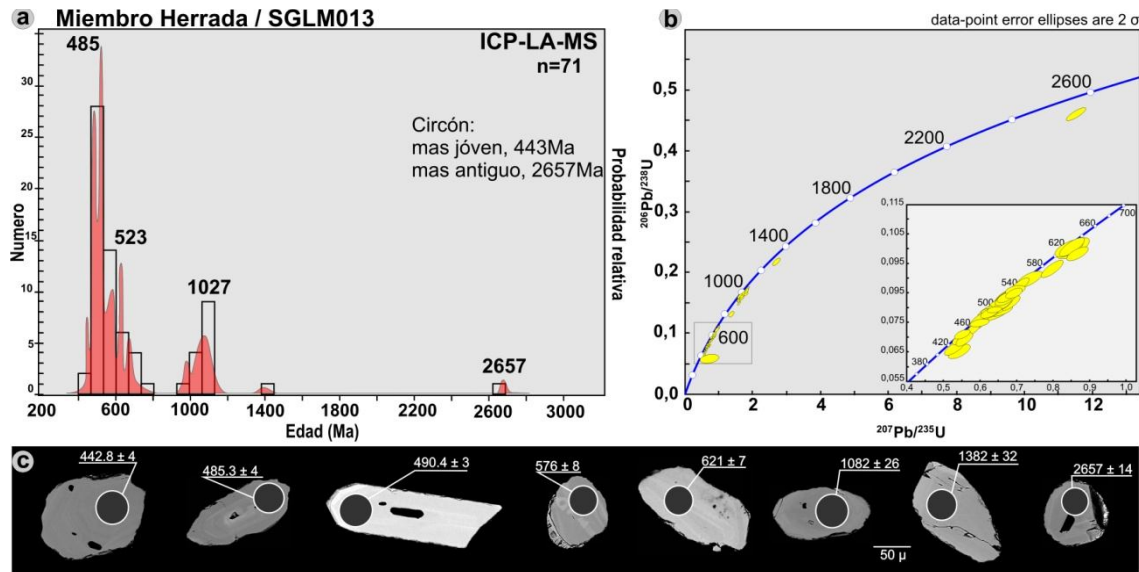 a Miembro Herrada / SGLM013
485
523
1027
2657
ICP-LA-MS
n=71
Circón:
mas jóven, 443Ma
mas antiguo, 2657Ma
Numero
30
25
20
15
10
5
0
200 600 1000 1400 1800 2200 2600 3000
Edad (Ma)
Probabilidad relativa
b
data-point error ellipses are 2 σ
206Pb/238U
0,5
0,4
0,3
0,2
0,1
0,0
0 2 4 6 8 10 12
207Pb/235U
600
1000
1400
1800
2200
2600
0,115
0,105
0,095
0,085
0,075
0,065
0,055
0,4 0,5 0,6 0,7 0,8 0,9 1,0
380
420
460
500
540
580
620
660
700
c
442.8 ± 4
485.3 ± 4
490.4 ± 3
576 ± 8
621 ± 7
1082 ± 26
1382 ± 32
2657 ± 14
50 µ